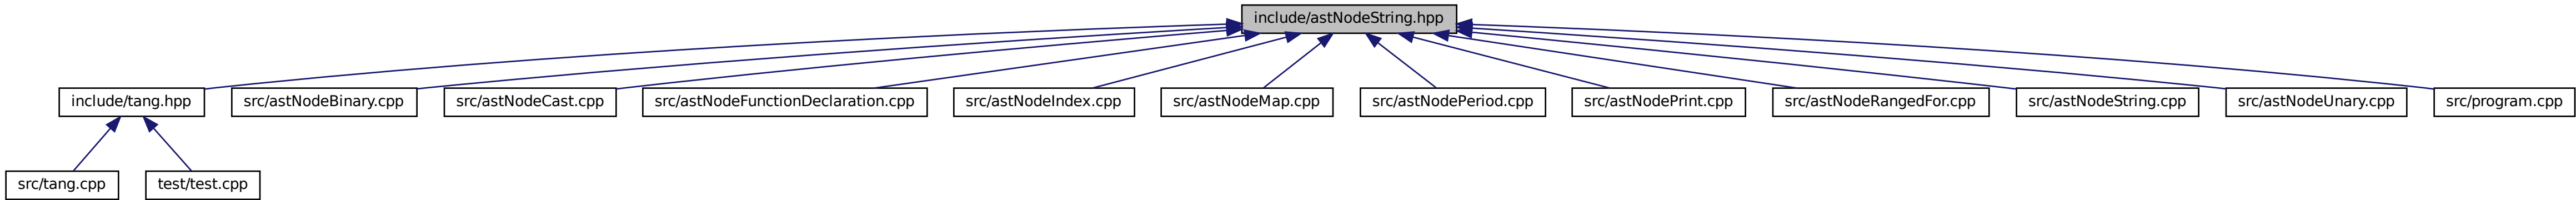 include/astNodeString.hpp
include/tang.hpp
src/astNodeBinary.cpp
src/astNodeCast.cpp
src/astNodeFunctionDeclaration.cpp
src/astNodeIndex.cpp
src/astNodeMap.cpp
src/astNodePeriod.cpp
src/astNodePrint.cpp
src/astNodeRangedFor.cpp
src/astNodeString.cpp
src/astNodeUnary.cpp
src/program.cpp
src/tang.cpp
test/test.cpp